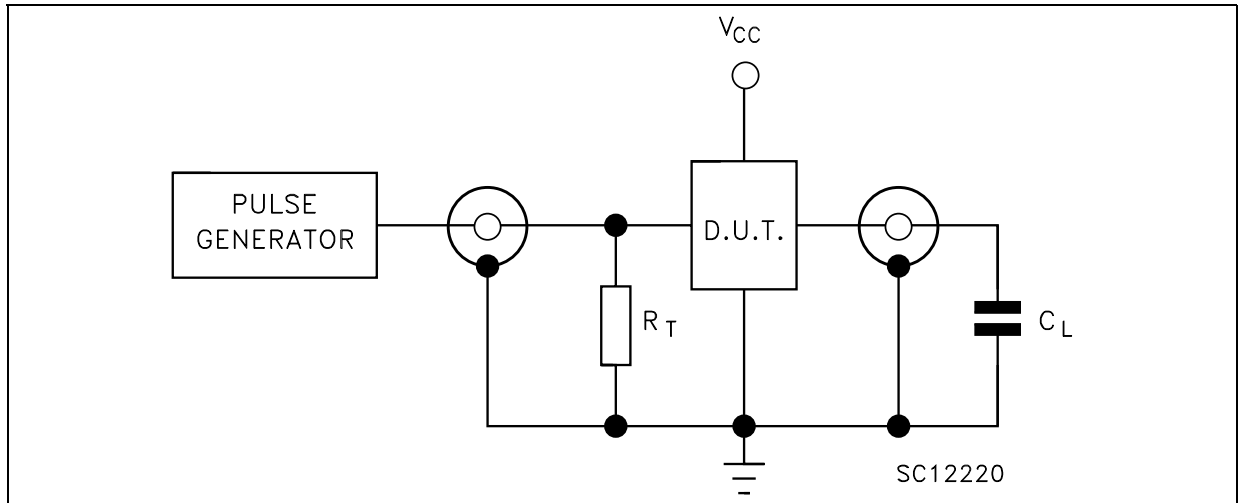 VCC
PULSE
GENERATOR
D.U.T.
RT
CL
SC12220